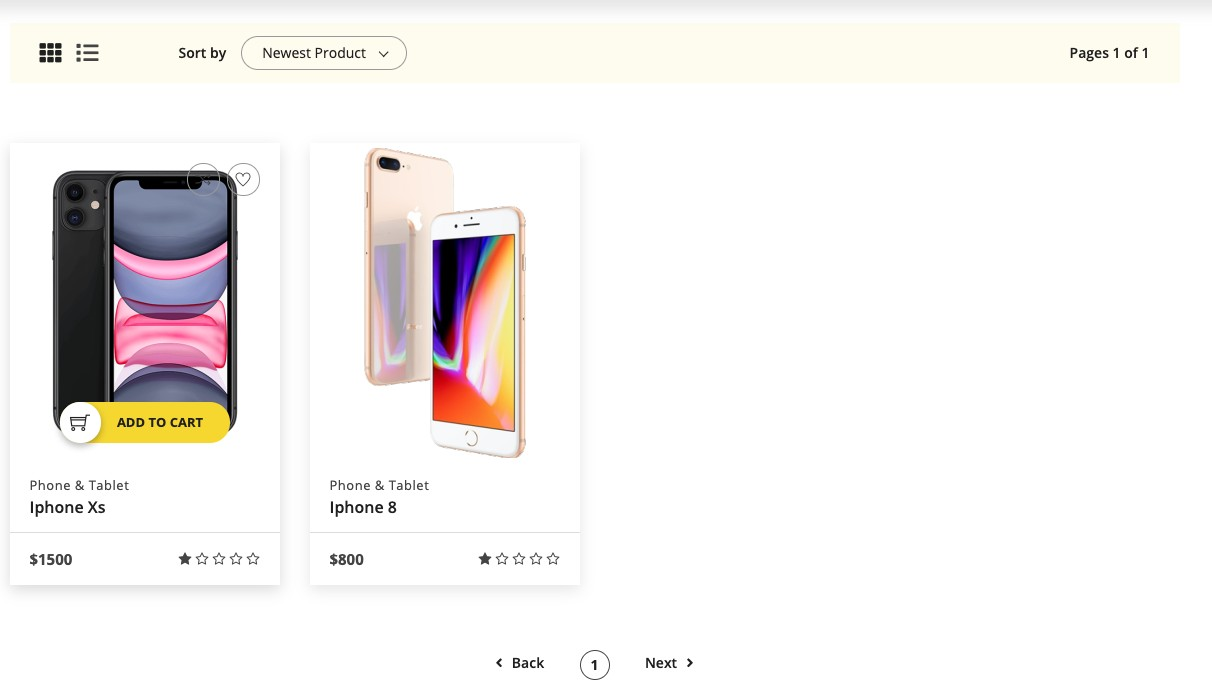 Sort by
Newest Product
Pages 1 of 1
ADD TO CART
Phone & Tablet
Iphone Xs
$1500
Phone & Tablet
Iphone 8
$800
Back
1
Next